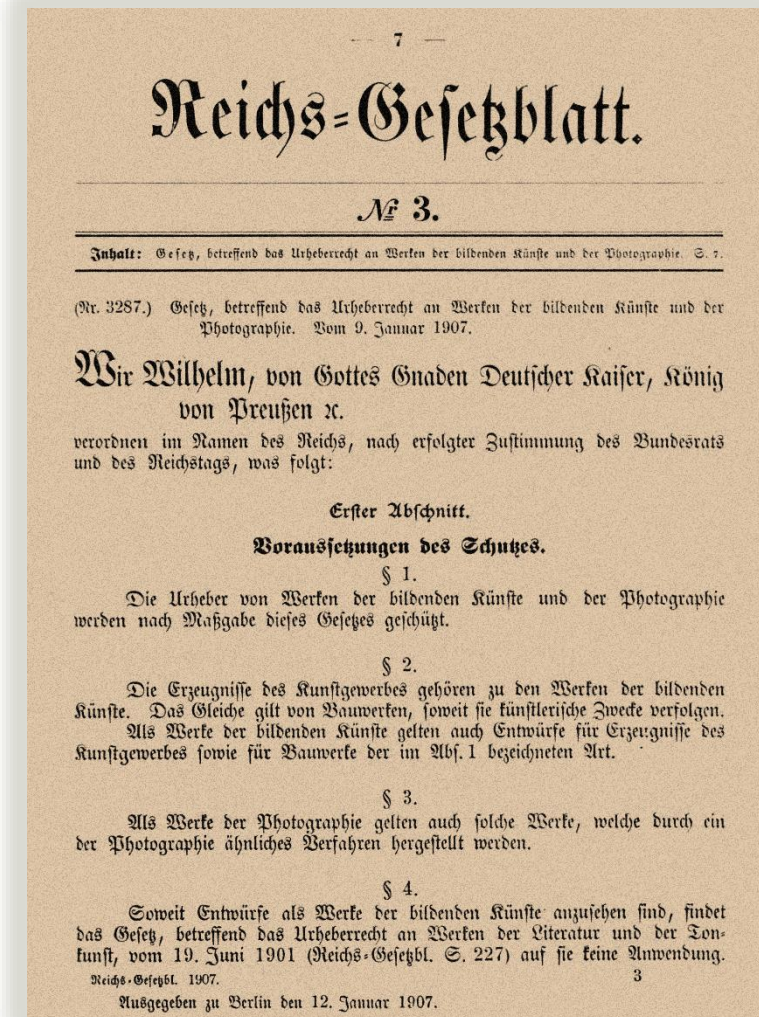 — 7 —
Reichs-Gesetzblatt.
№ 3.
Inhalt: Gesetz, betreffend das Urheberrecht an Werken der bildenden Künste und der Photographie. S. 7.
(Nr. 3287.) Gesetz, betreffend das Urheberrecht an Werken der bildenden Künste und der
Photographie. Vom 9. Januar 1907.
Wir Wilhelm, von Gottes Gnaden Deutscher Kaiser, König
von Preußen ꝛc.
verordnen im Namen des Reichs, nach erfolgter Zustimmung des Bundesrats
und des Reichstags, was folgt:
Erster Abschnitt.
Voraussetzungen des Schutzes.
§ 1.
Die Urheber von Werken der bildenden Künste und der Photographie
werden nach Maßgabe dieses Gesetzes geschützt.
§ 2.
Die Erzeugnisse des Kunstgewerbes gehören zu den Werken der bildenden
Künste. Das Gleiche gilt von Bauwerken, soweit sie künstlerische Zwecke verfolgen.
Als Werke der bildenden Künste gelten auch Entwürfe für Erzeugnisse des
Kunstgewerbes sowie für Bauwerke der im Abs. 1 bezeichneten Art.
§ 3.
Als Werke der Photographie gelten auch solche Werke, welche durch ein
der Photographie ähnliches Verfahren hergestellt werden.
§ 4.
Soweit Entwürfe als Werke der bildenden Künste anzusehen sind, findet
das Gesetz, betreffend das Urheberrecht an Werken der Literatur und der Ton-
kunst, vom 19. Juni 1901 (Reichs-Gesetzbl. S. 227) auf sie keine Anwendung.
Reichs-Gesetzbl. 1907. 3
Ausgegeben zu Berlin den 12. Januar 1907.